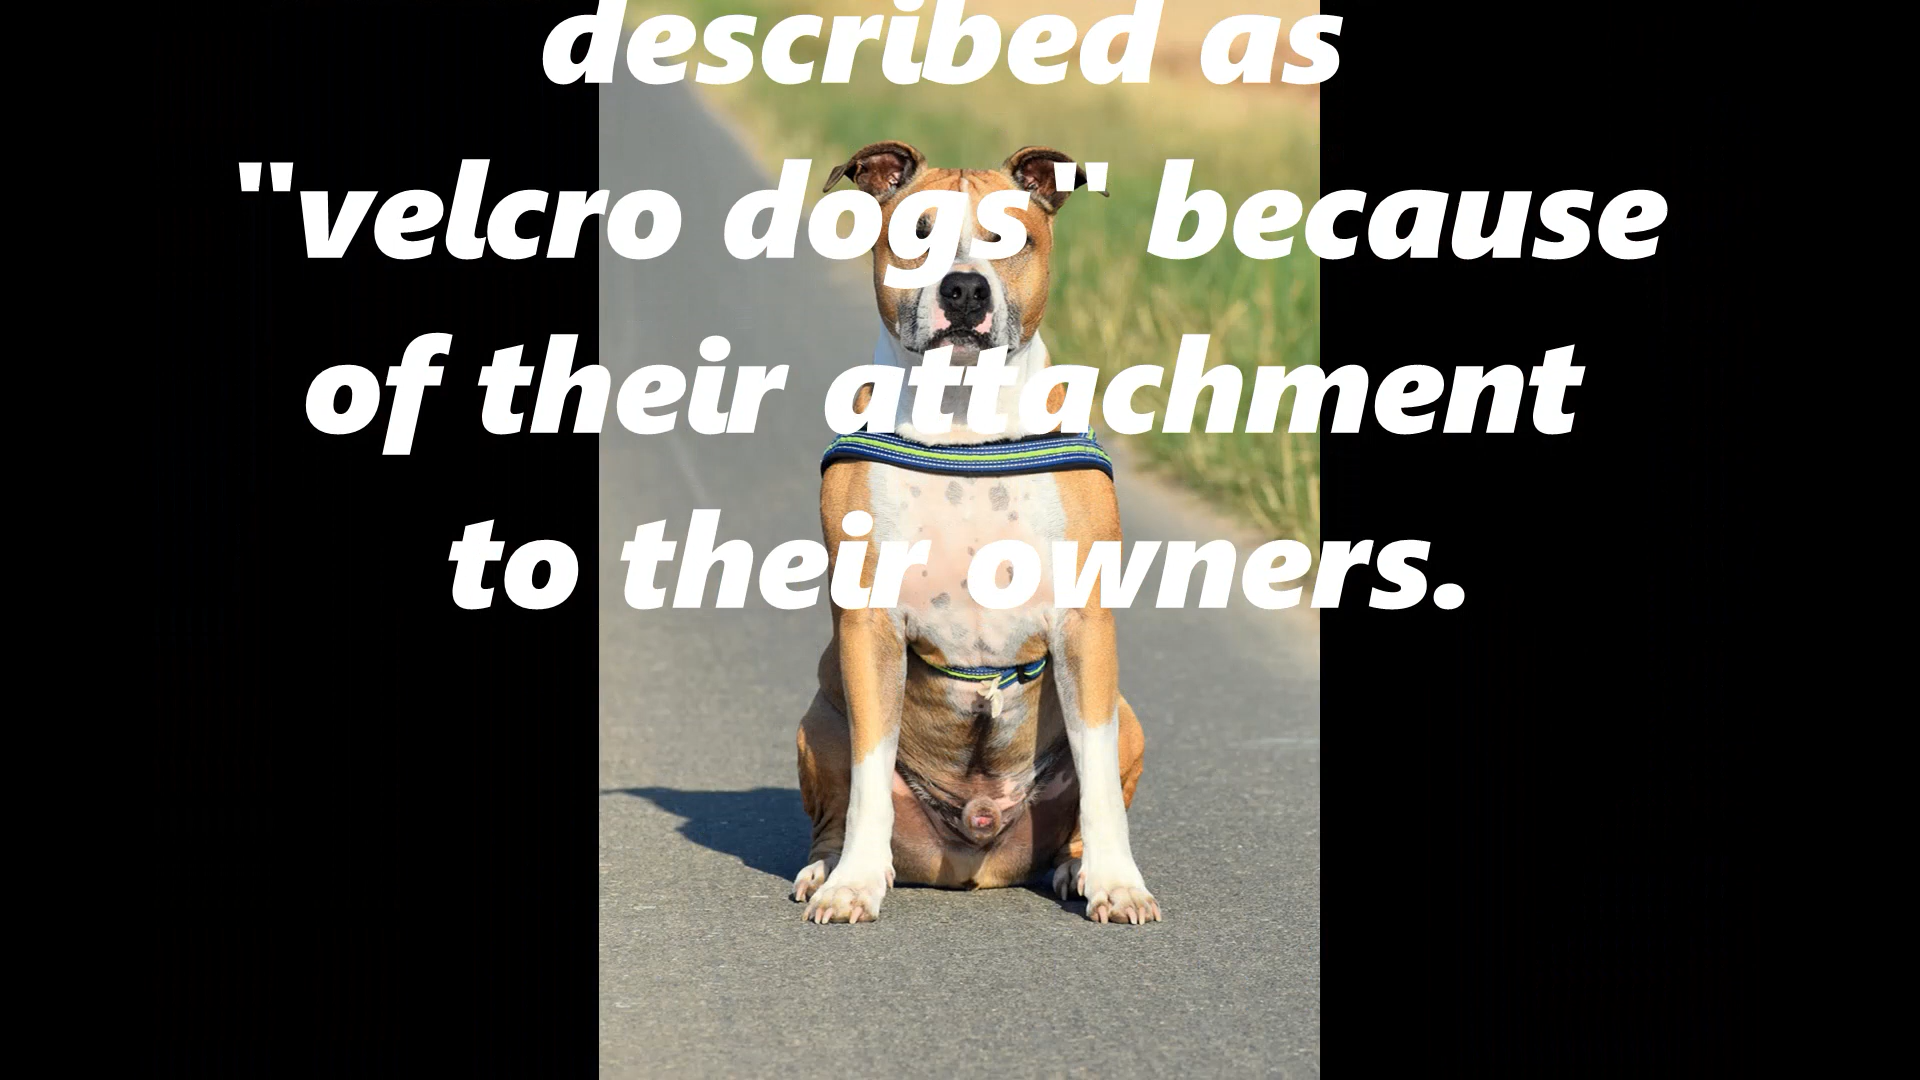 described as
"velcro dogs" because
of their attachment
to their owners.